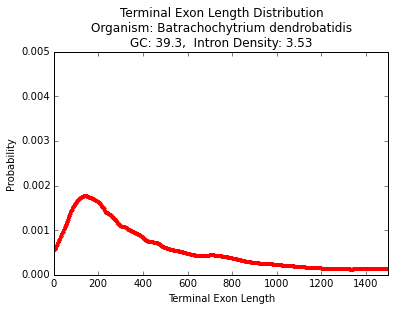 Terminal Exon Length Distribution
Organism: Batrachochytrium dendrobatidis
GC: 39.3,  Intron Density: 3.53
0.005
0.004
0.003
0.002
0.001
0.000
Probability
0 200 400 600 800 1000 1200 1400
Terminal Exon Length